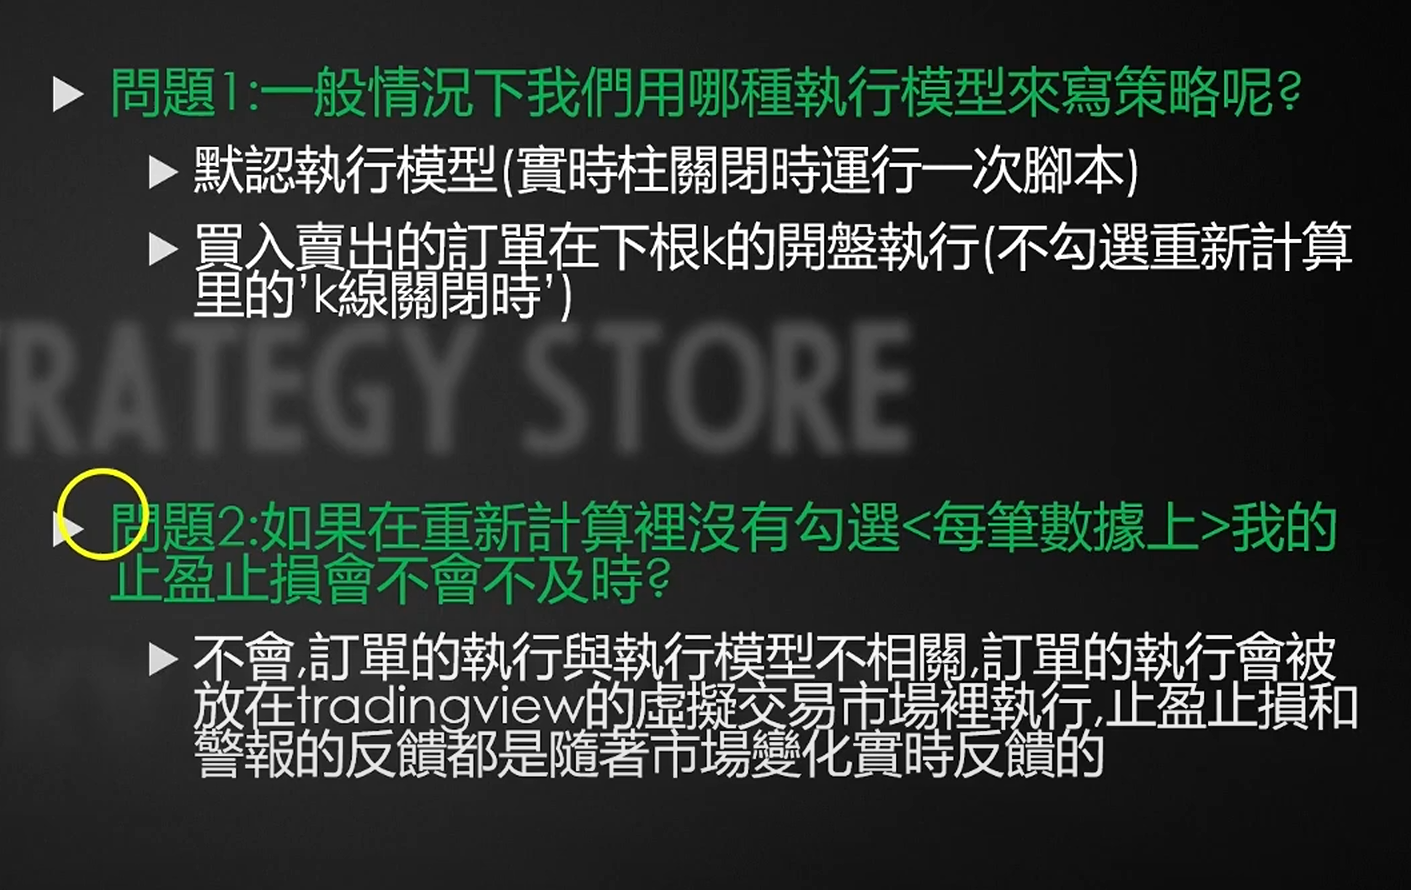 問題1:一般情況下我們用哪種執行模型來寫策略呢?
默認執行模型(實時柱關閉時運行一次腳本)
買入賣出的訂單在下根k的開盤執行(不勾選重新計算
里的'k線關閉時')
TRATEGY STORE
問題2:如果在重新計算裡沒有勾選<每筆數據上>我的
止盈止損會不會不及時?
不會,訂單的執行與執行模型不相關,訂單的執行會被
放在tradingview的虛擬交易市場裡執行,止盈止損和
警報的反饋都是隨著市場變化實時反饋的